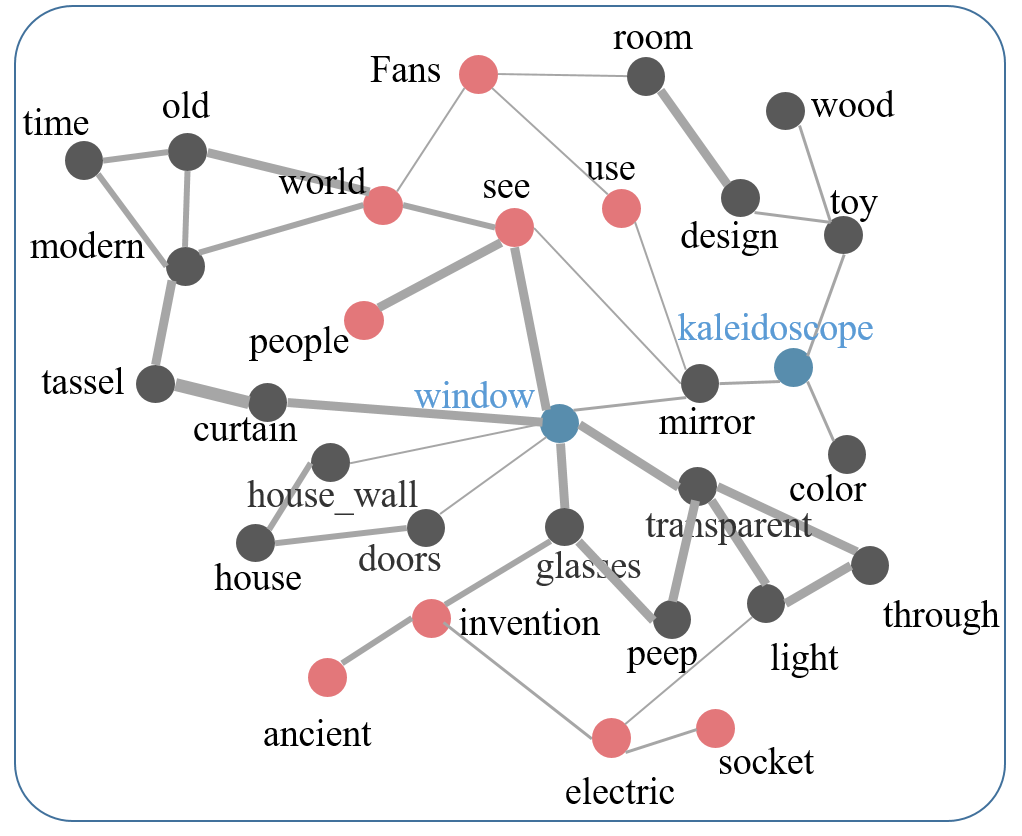 room
Fans
wood
old
time
use
world
see
toy
design
modern
kaleidoscope
people
tassel
window
mirror
curtain
color
house_wall
transparent
doors
glasses
house
through
invention
peep
light
ancient
socket
electric